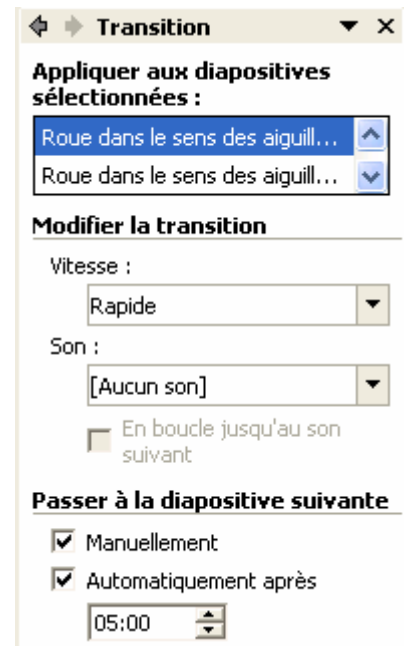 Transition
Appliquer aux diapositives
sélectionnées :
Roue dans le sens des aiguill...
Roue dans le sens des aiguill...
Modifier la transition
Vitesse :
Rapide
Son :
[Aucun son]
En boucle jusqu'au son
suivant
Passer à la diapositive suivante
Manuellement
Automatiquement après
05:00